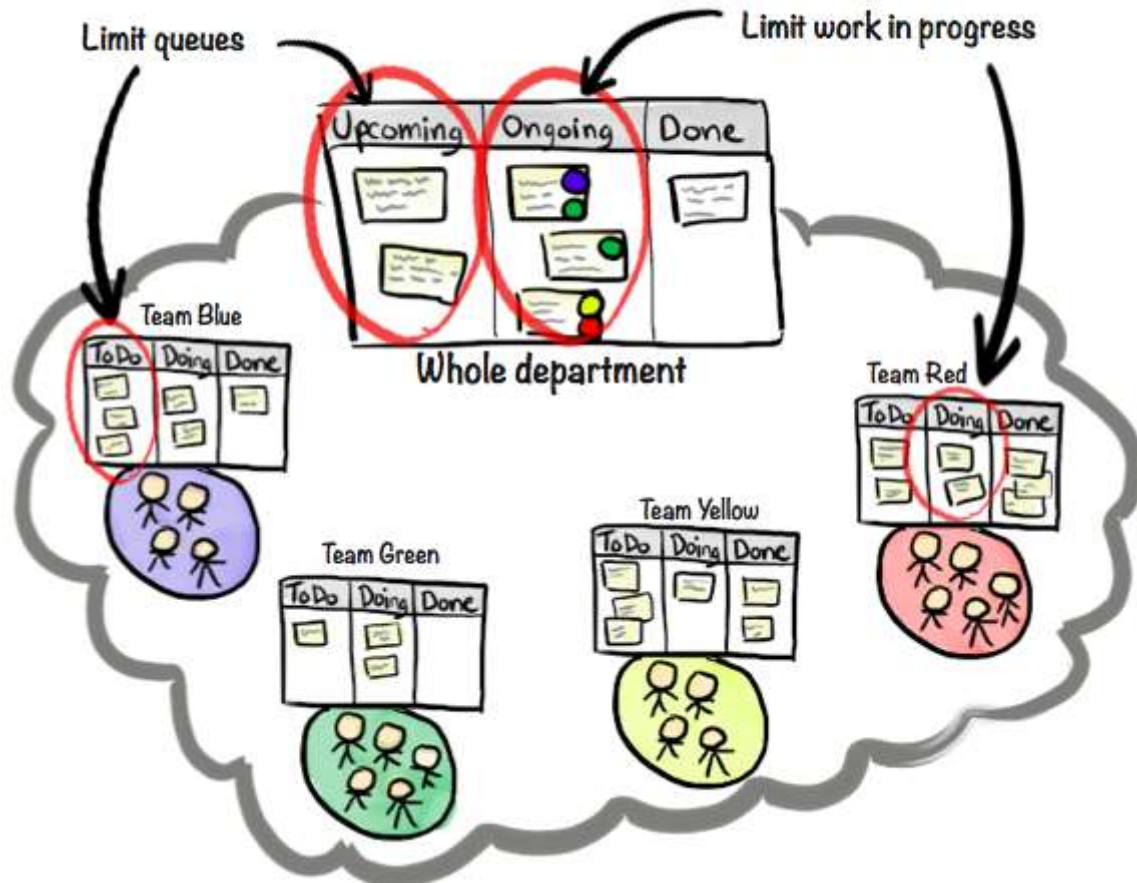 Limit queues
Limit work in progress
Upcoming Ongoing Done
Whole department
Team Blue
ToDo Doing Done
Team Red
ToDo Doing Done
Team Green
ToDo Doing Done
Team Yellow
ToDo Doing Done